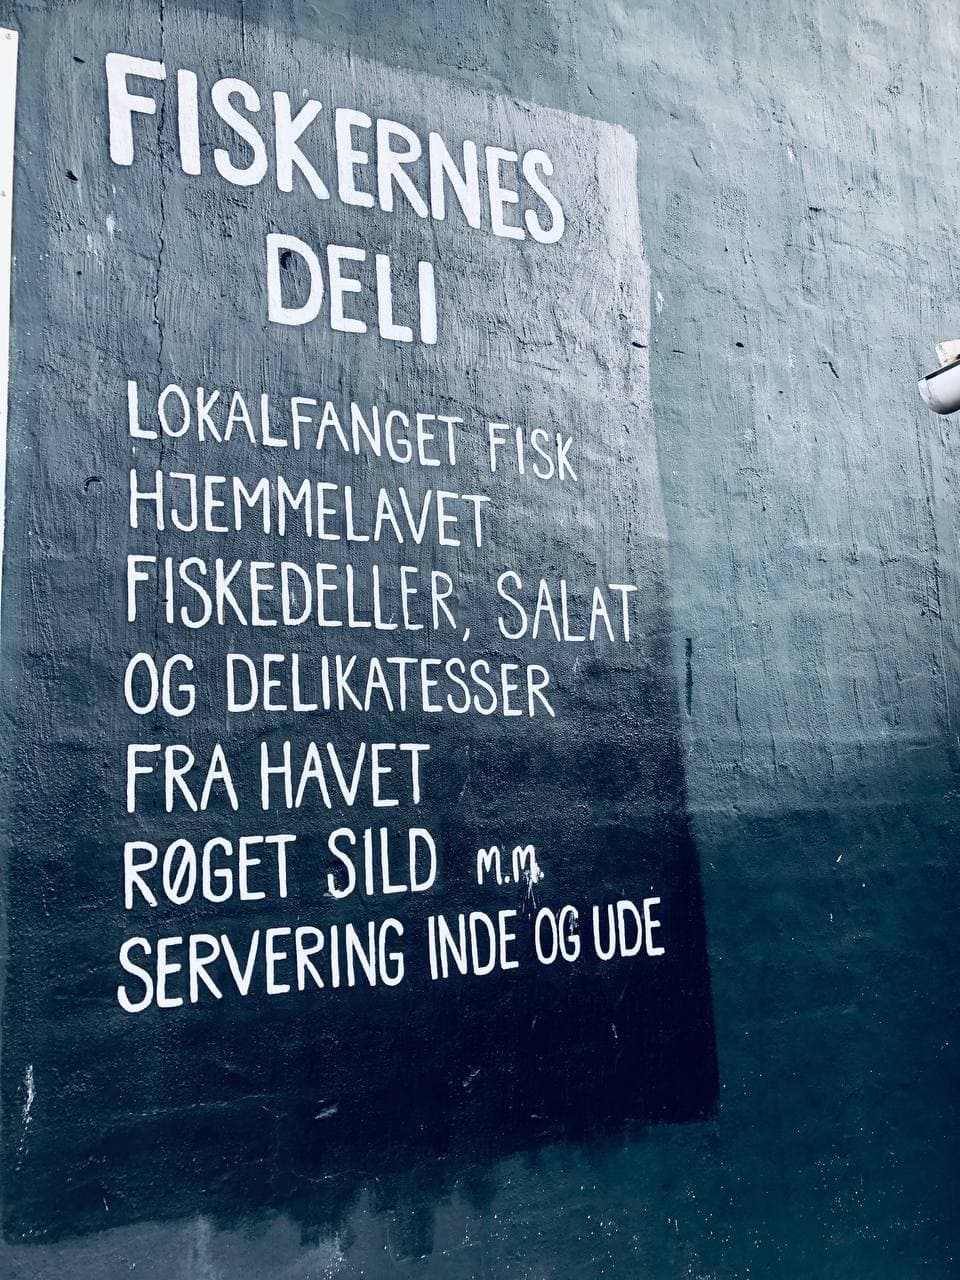 FISKERNES
DELI
LOKALFANGET FISK
HJEMMELAVET
FISKEDELLER, SALAT
OG DELIKATESSER
FRA HAVET
RØGET SILD m.m.
SERVERING INDE OG UDE